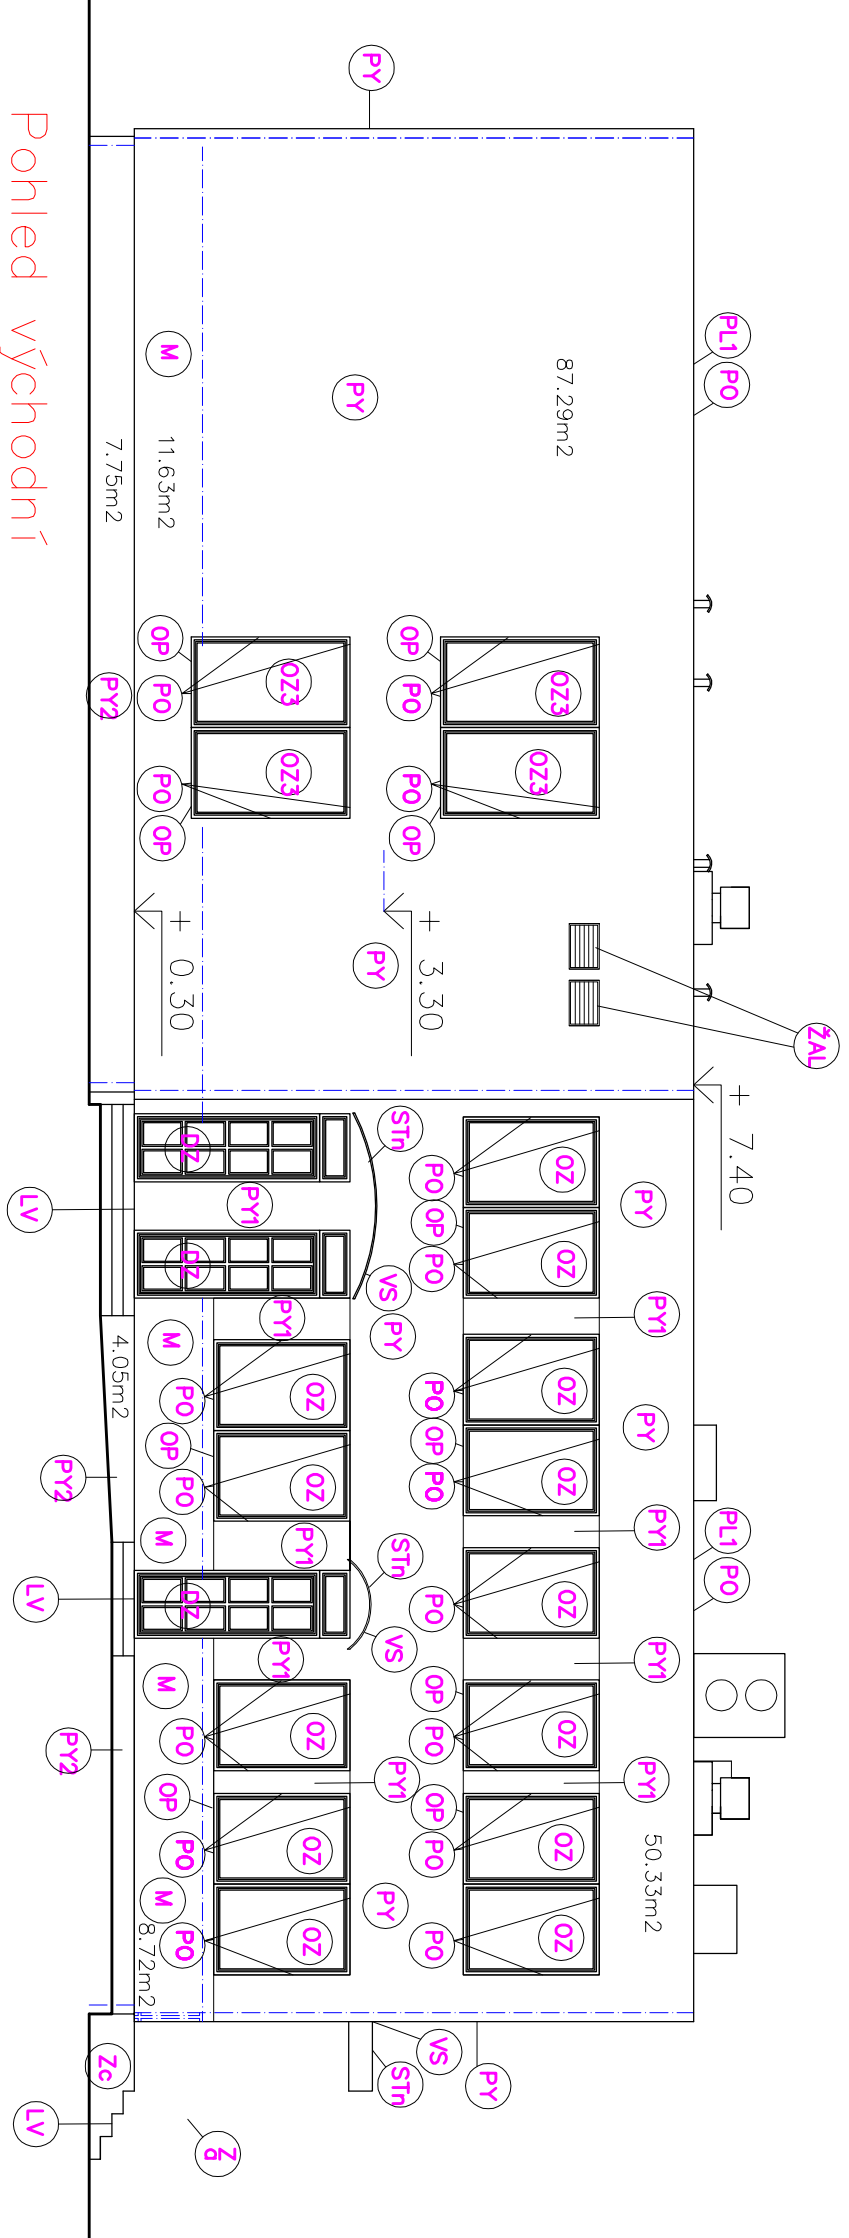 PY
PL1
PO
87.29m2
PY
M
11.63m2
7.75m2
OP
PO
OZ3
OZ3
PO
OP
OP
PO
OZ3
OZ3
PO
OP
PY2
+ 0.30
+ 3.30
PY
ŽAL
+ 7.40
STn
DZ
PY1
LV
DZ
VS
PY
PO
OP
PO
OZ
OZ
PY
PY1
PY1
M
PO
OP
PO
OZ
OZ
4.05m2
PY2
M
PY1
PO
OP
PO
OZ
OZ
PY
PY1
PL1
PO
STn
DZ
LV
VS
PO
OZ
PY1
PY1
M
PO
OZ
OP
PO
OZ
PY2
OP
PY1
PY1
PO
OZ
OP
PO
OZ
50.33m2
M
PO
OZ
PY
PO
OZ
8.72m2
VS
STn
PY
Zc
LV
Za
Pohled východní